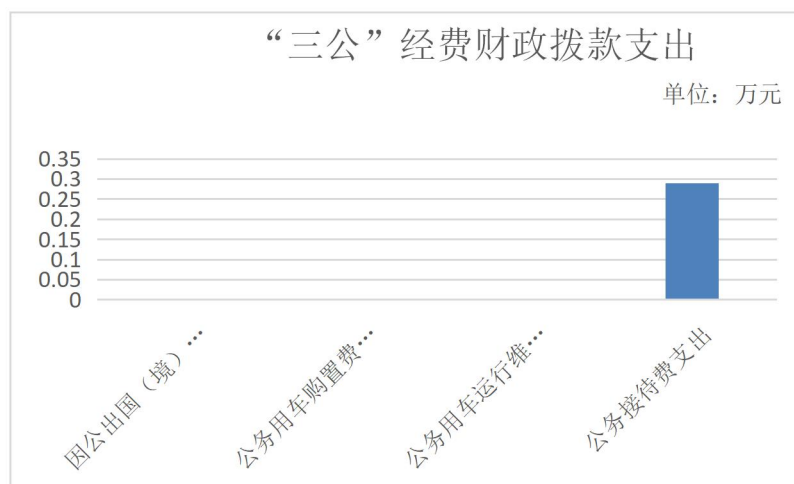 “三公”经费财政拨款支出
单位：万元
0.35
0.3
0.25
0.2
0.15
0.1
0.05
0
因公出国（境）…
公务用车购置费…
公务用车运行维…
公务接待费支出